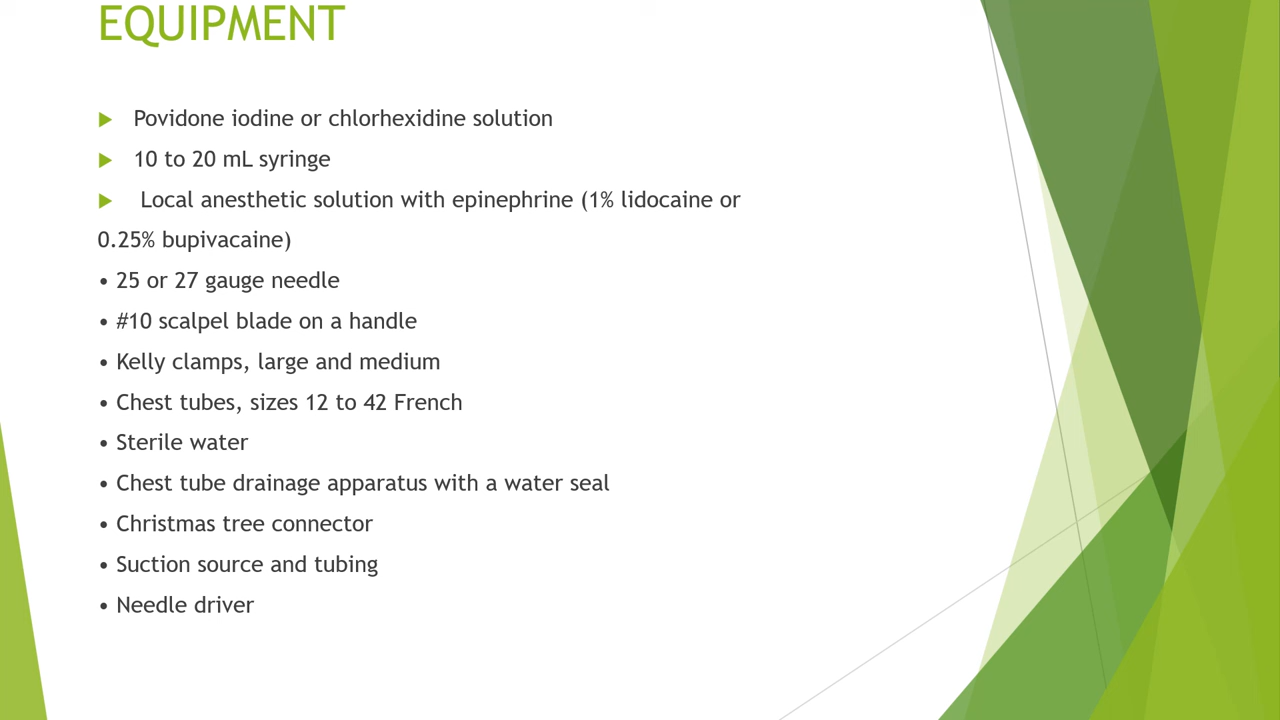 EQUIPMENT
▶ Povidone iodine or chlorhexidine solution
▶ 10 to 20 mL syringe
▶ Local anesthetic solution with epinephrine (1% lidocaine or
0.25% bupivacaine)
• 25 or 27 gauge needle
• #10 scalpel blade on a handle
• Kelly clamps, large and medium
• Chest tubes, sizes 12 to 42 French
• Sterile water
• Chest tube drainage apparatus with a water seal
• Christmas tree connector
• Suction source and tubing
• Needle driver